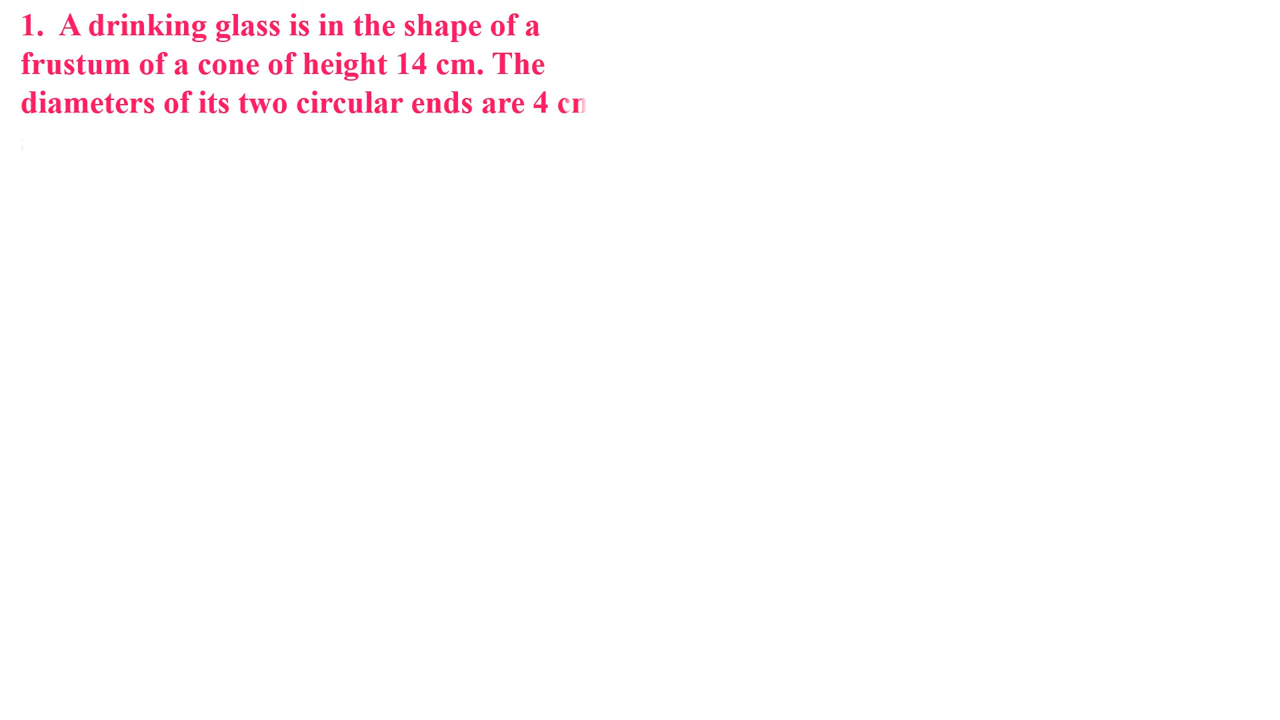 1. A drinking glass is in the shape of a
frustum of a cone of height 14 cm. The
diameters of its two circular ends are 4